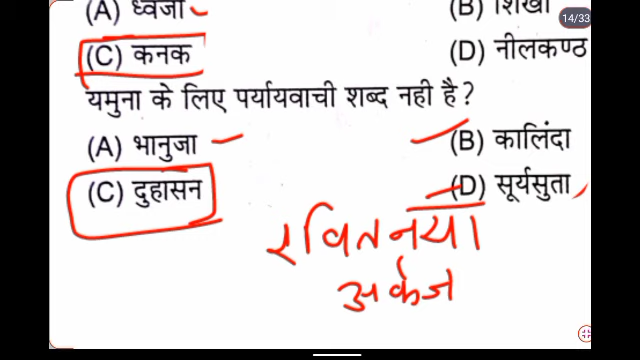 (A) ध्वजा (B) शिखी
14/33
(C) कनक (D) नीलकण्ठ
यमुना के लिए पर्यायवाची शब्द नही है?
(A) भानुजा (B) कालिंदा
(C) दुहासन (D) सूर्यसुता
रवितनया
अर्कजा